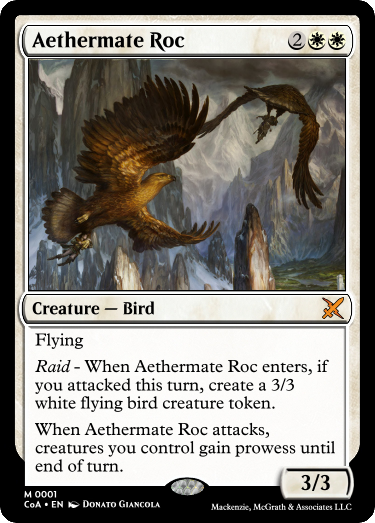 Aethermate Roc 2
Creature — Bird
Flying
Raid - When Aethermate Roc enters, if
you attacked this turn, create a 3/3
white flying bird creature token.
When Aethermate Roc attacks,
creatures you control gain prowess until
end of turn.
3/3
M 0001
CoA • EN Donato Giancola
Mackenzie, McGrath & Associates LLC